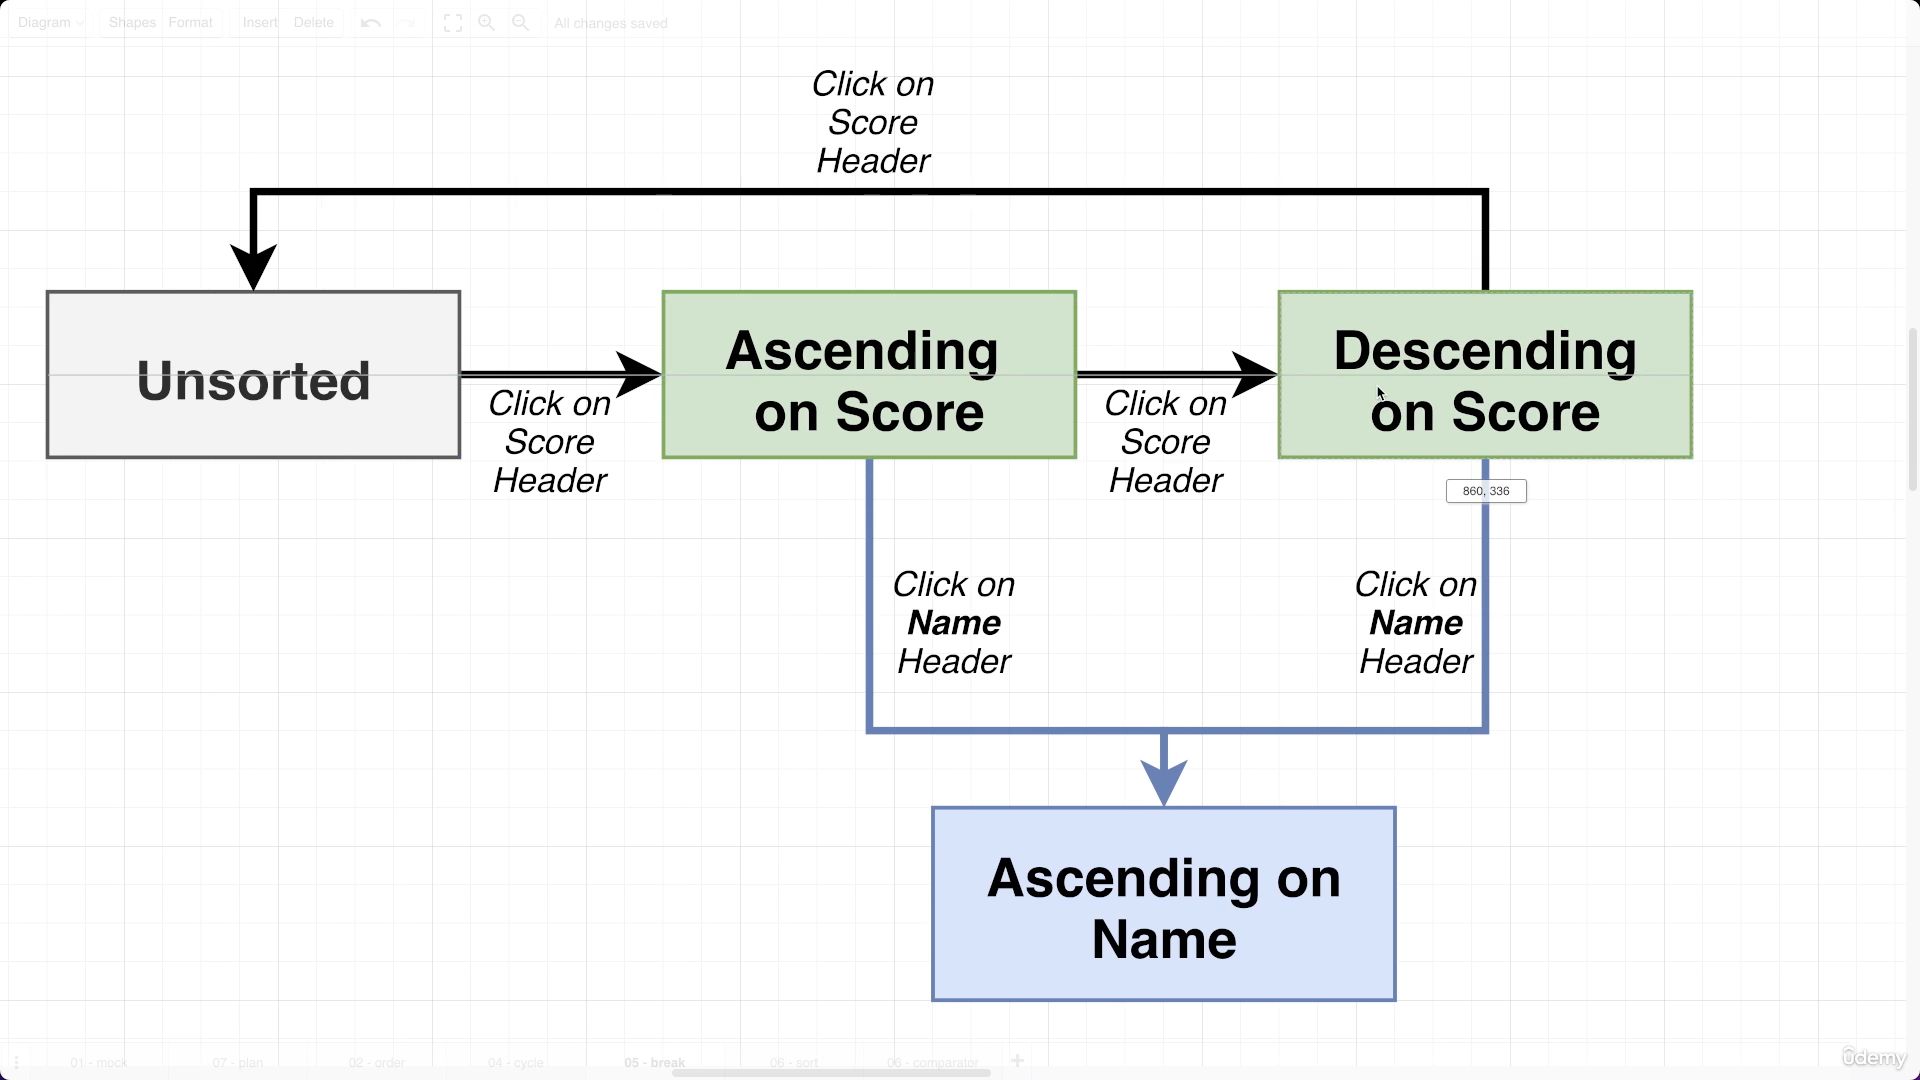 Diagram
Shapes
Format
Insert
Delete
All changes saved
Click on
Score
Header
Unsorted
Click on
Score
Header
Ascending
on Score
Click on
Score
Header
Descending
on Score
860, 336
Click on
Name
Header
Click on
Name
Header
Ascending on
Name
01 - mock
07 - plan
02 - order
04 - cycle
05 - break
06 - sort
06 - comparator
ûdemy